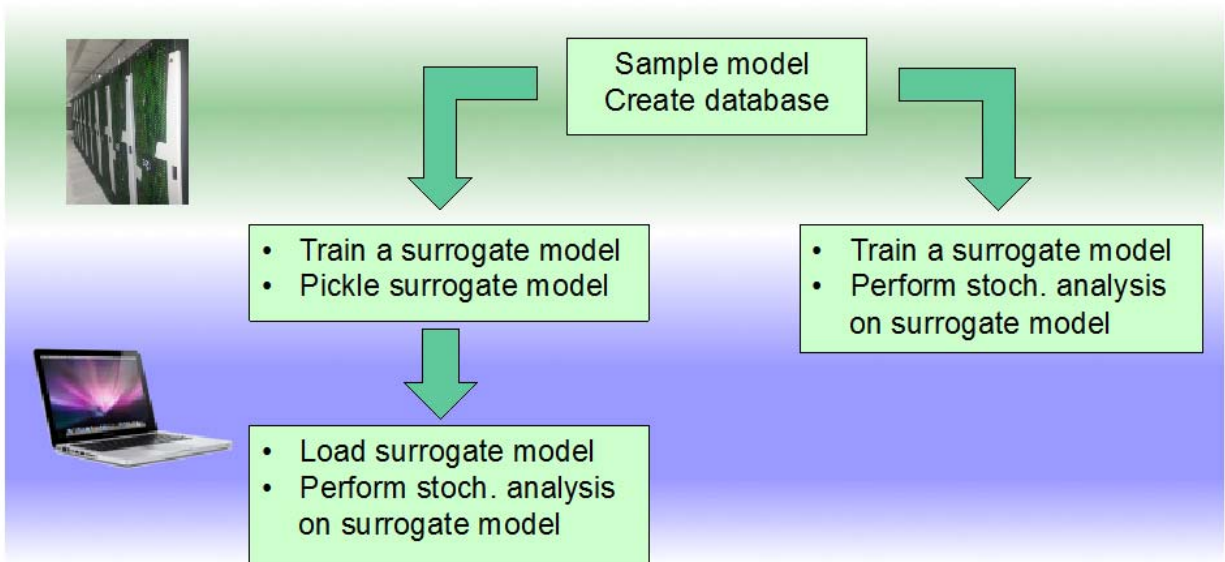 Sample model
Create database
• Train a surrogate model
• Pickle surrogate model
• Train a surrogate model
• Perform stoch. analysis
on surrogate model
• Load surrogate model
• Perform stoch. analysis
on surrogate model